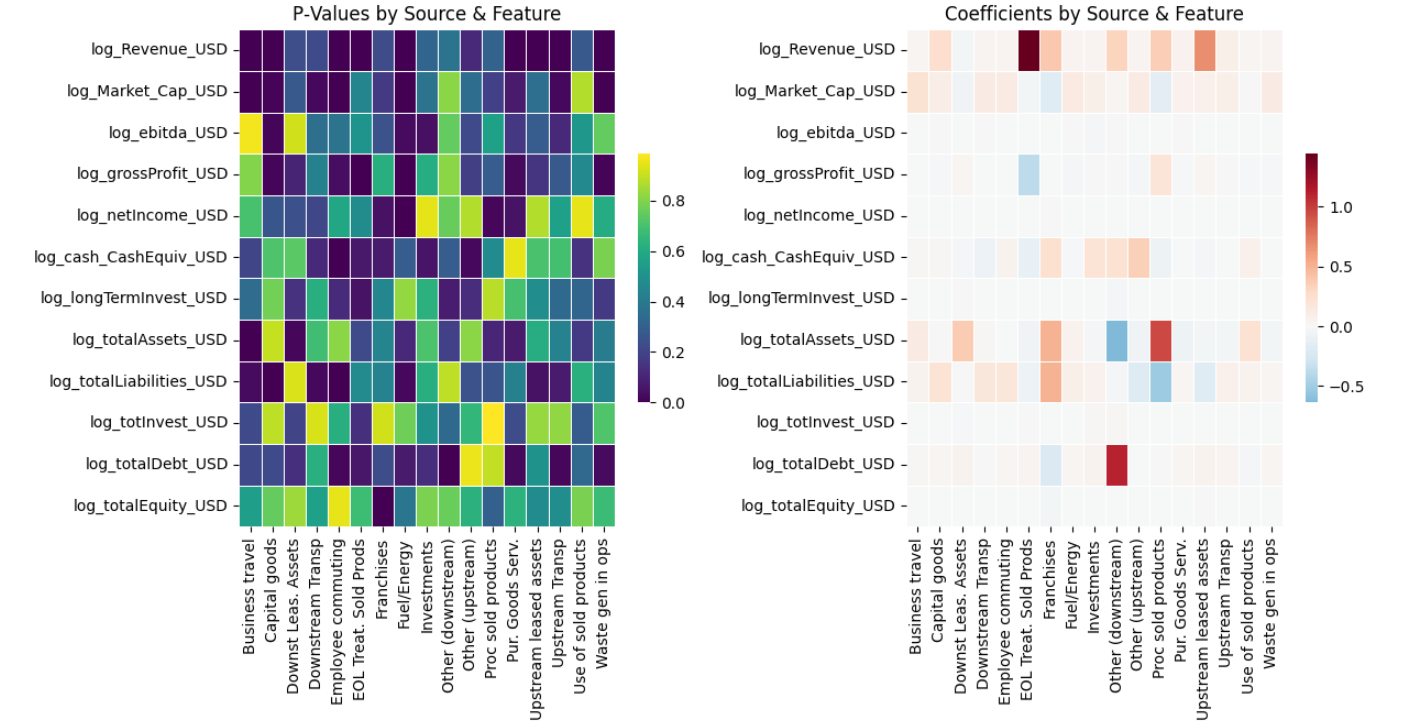 P-Values by Source & Feature
log_Revenue_USD
log_Market_Cap_USD
log_ebitda_USD
log_grossProfit_USD
log_netIncome_USD
log_cash_CashEquiv_USD
log_longTermInvest_USD
log_totalAssets_USD
log_totalLiabilities_USD
log_totInvest_USD
log_totalDebt_USD
log_totalEquity_USD
Business travel
Capital goods
Downst Leas. Assets
Downstream Transp
Employee commuting
EOL Treat. Sold Prods
Franchises
Fuel/Energy
Investments
Other (downstream)
Other (upstream)
Proc sold products
Pur. Goods Serv.
Upstream leased assets
Upstream Transp
Use of sold products
Waste gen in ops
0.8
0.6
0.4
0.2
0.0
Coefficients by Source & Feature
log_Revenue_USD
log_Market_Cap_USD
log_ebitda_USD
log_grossProfit_USD
log_netIncome_USD
log_cash_CashEquiv_USD
log_longTermInvest_USD
log_totalAssets_USD
log_totalLiabilities_USD
log_totInvest_USD
log_totalDebt_USD
log_totalEquity_USD
Business travel
Capital goods
Downst Leas. Assets
Downstream Transp
Employee commuting
EOL Treat. Sold Prods
Franchises
Fuel/Energy
Investments
Other (downstream)
Other (upstream)
Proc sold products
Pur. Goods Serv.
Upstream leased assets
Upstream Transp
Use of sold products
Waste gen in ops
1.0
0.5
0.0
−0.5